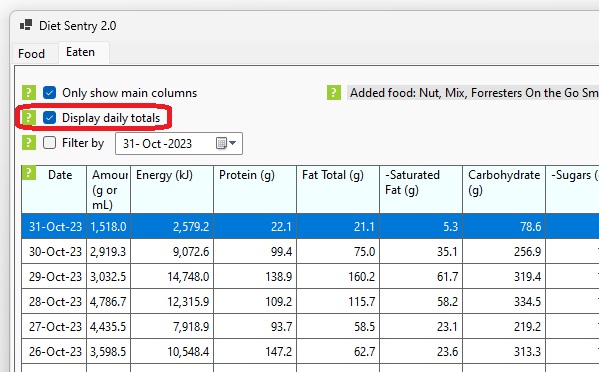 Diet Sentry 2.0
Food Eaten
? Only show main columns ? Added food: Nut, Mix, Forresters On the Go Sm
? Display daily totals
? Filter by 31- Oct -2023
? Date Amour (g or mL) Energy (kJ) Protein (g) Fat Total (g) -Saturated Fat (g) Carbohydrate (g) -Sugars (
31-Oct-23 1,518.0 2,579.2 22.1 21.1 5.3 78.6
30-Oct-23 2,919.3 9,072.6 99.4 75.0 35.1 256.9
29-Oct-23 3,032.5 14,748.0 138.9 160.2 61.7 319.4
28-Oct-23 4,786.7 12,315.9 109.2 115.7 58.2 334.5
27-Oct-23 4,435.5 7,918.9 93.7 58.5 23.1 219.2
26-Oct-23 3,598.5 10,548.4 147.2 62.7 23.6 313.3